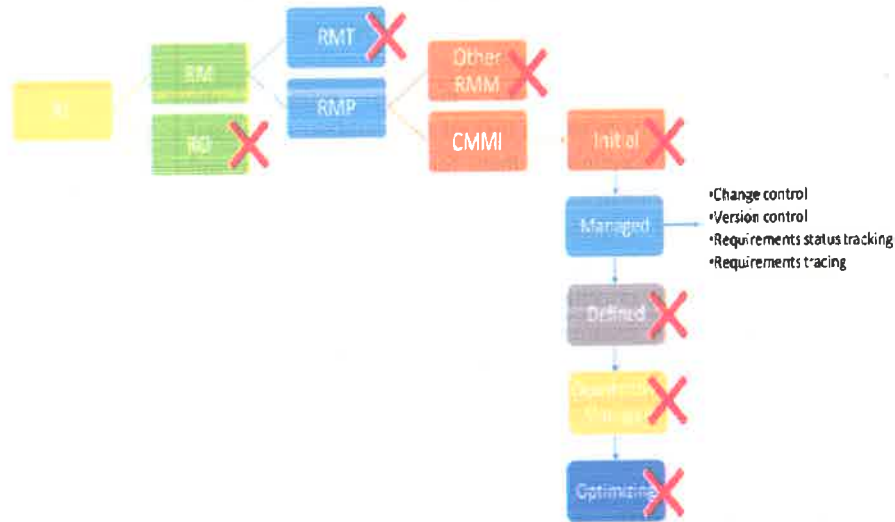 RMT
RM
RMP
RD
Other
RMM
CMMI
Initial
Managed
•Change control
•Version control
•Requirements status tracking
•Requirements tracing
Defined
Optimizing